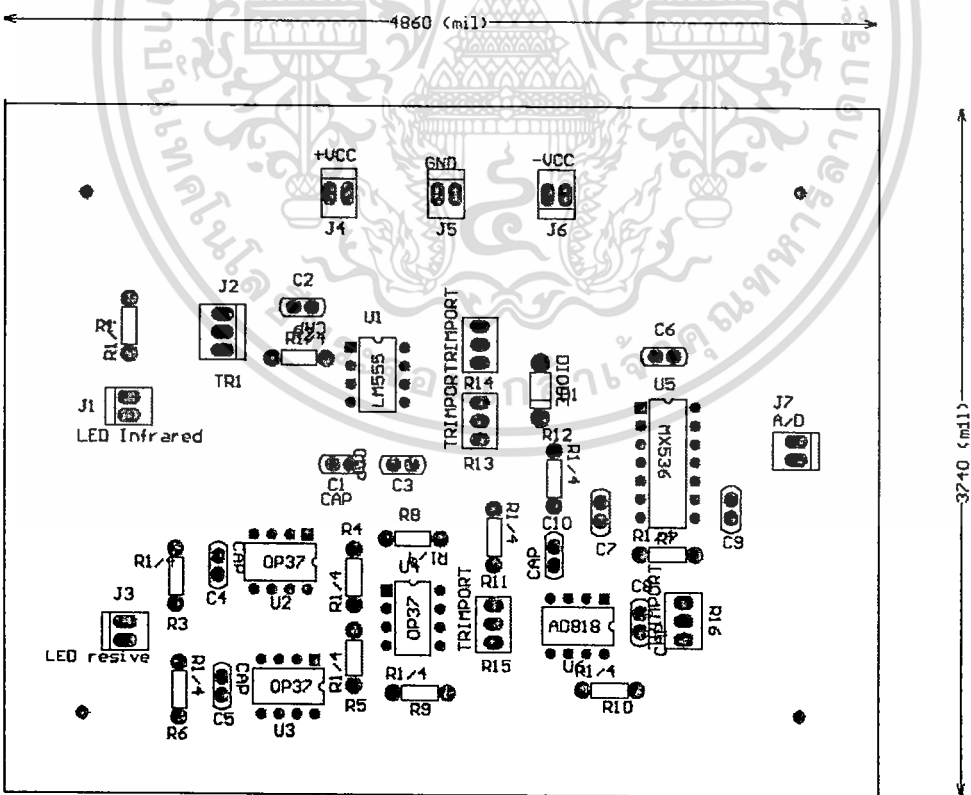 4860 (mil)
+VCC
GND
-VCC
J4
J5
J6
J2
C2
CAP
R1/4
TR1
U1
LM555
TRIMPORT
R14
TRIMPORT
R13
DIODE
R12
R1/4
C6
U5
MX536
J7
A/D
3740 (mil)
R1/4
J1
LED Infrared
C1
CAP
CAP
C3
R8
R1/4
R4
R1/4
R11
R1/4
C10
CAP
C7
C9
R1/4
R3
C4
CAP
OP37
U2
U4
OP37
TRIMPORT
R15
AD818
U6
R1/4
R10
R16
J3
LED resive
R1/4
R6
C5
CAP
OP37
U3
R1/4
R5
R1/4
R9